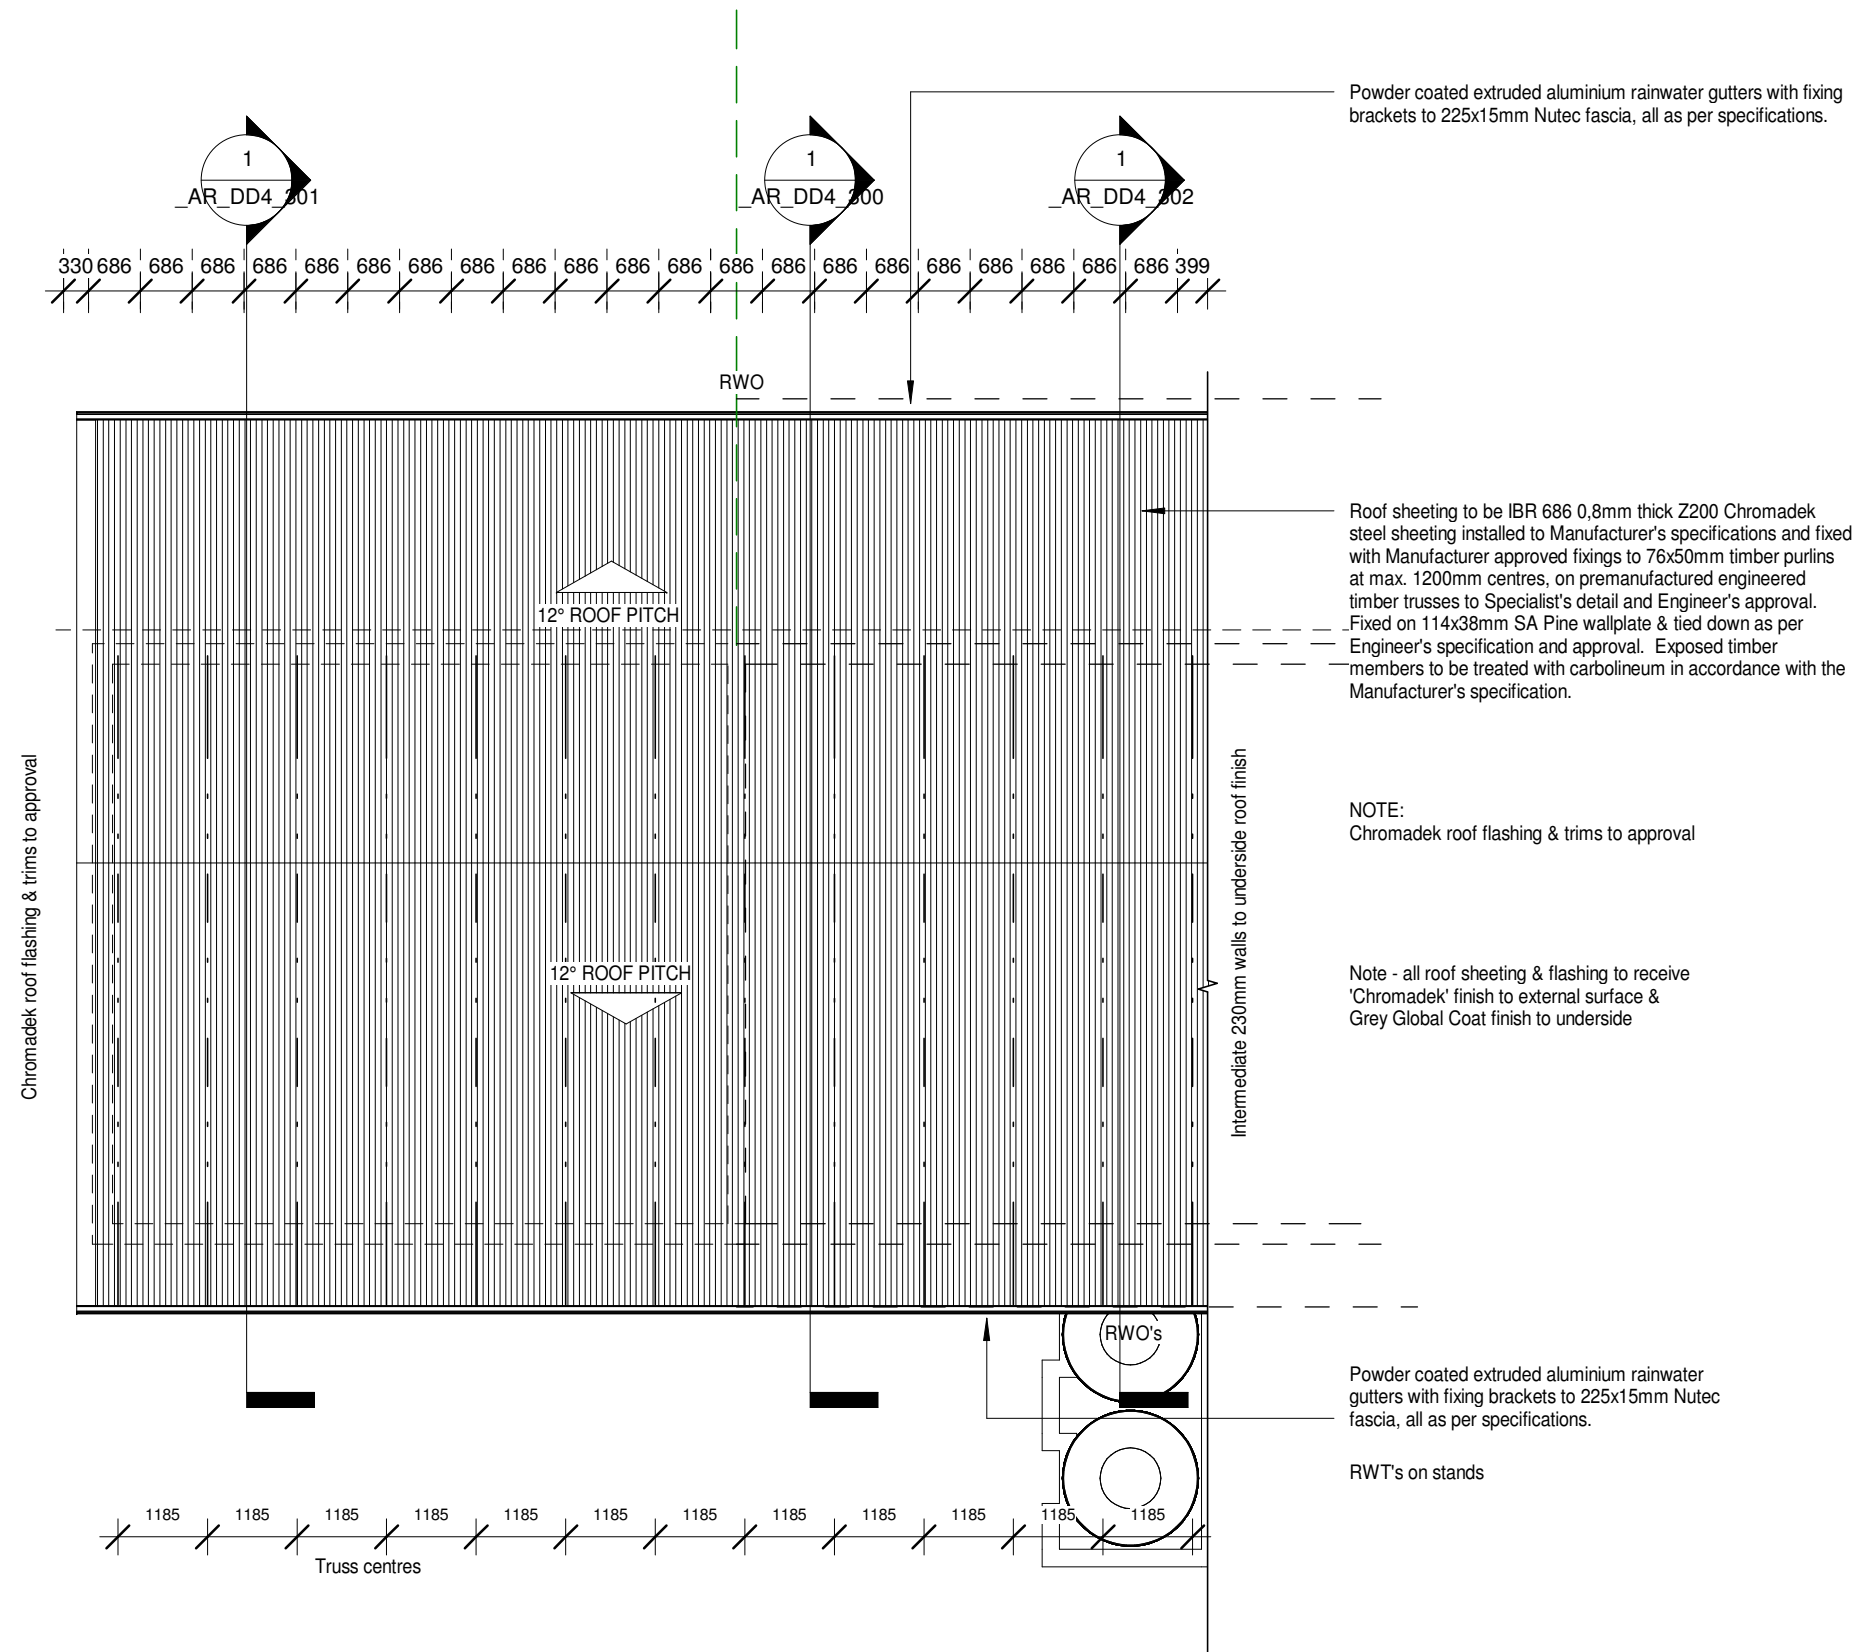 Powder coated extruded aluminium rainwater gutters with fixing
brackets to 225x15mm Nutec fascia, all as per specifications.
1
_AR_DD4_301
1
_AR_DD4_300
1
_AR_DD4_302
330 686 686 686 686 686 686 686 686 686 686 686 686 686 686 686 686 686 686 686 686 686 399
RWO
Roof sheeting to be IBR 686 0,8mm thick Z200 Chromadek
steel sheeting installed to Manufacturer's specifications and fixed
with Manufacturer approved fixings to 76x50mm timber purlins
at max. 1200mm centres, on premanufactured engineered
timber trusses to Specialist's detail and Engineer's approval.
Fixed on 114x38mm SA Pine wallplate & tied down as per
Engineer's specification and approval.  Exposed timber
members to be treated with carbolineum in accordance with the
Manufacturer's specification.
12° ROOF PITCH
Chromadek roof flashing & trims to approval
Intermediate 230mm walls to underside roof finish
NOTE:
Chromadek roof flashing & trims to approval
12° ROOF PITCH
Note - all roof sheeting & flashing to receive
'Chromadek' finish to external surface &
Grey Global Coat finish to underside
RWO's
Powder coated extruded aluminium rainwater
gutters with fixing brackets to 225x15mm Nutec
fascia, all as per specifications.
RWT's on stands
1185 1185 1185 1185 1185 1185 1185 1185 1185 1185 1185 1185
Truss centres